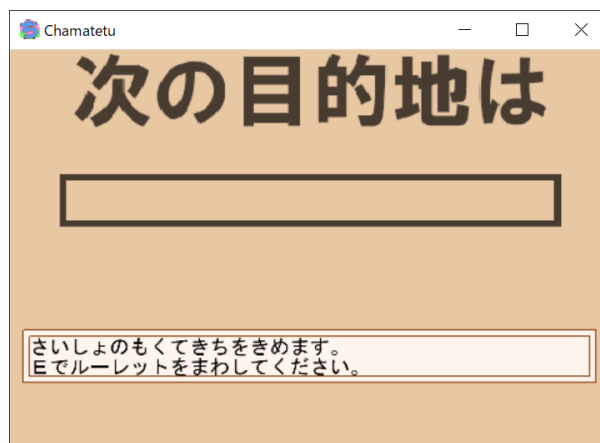 Chamatetu
次の目的地は
さいしょのもくてきちをきめます。
Eでルーレットをまわしてください。